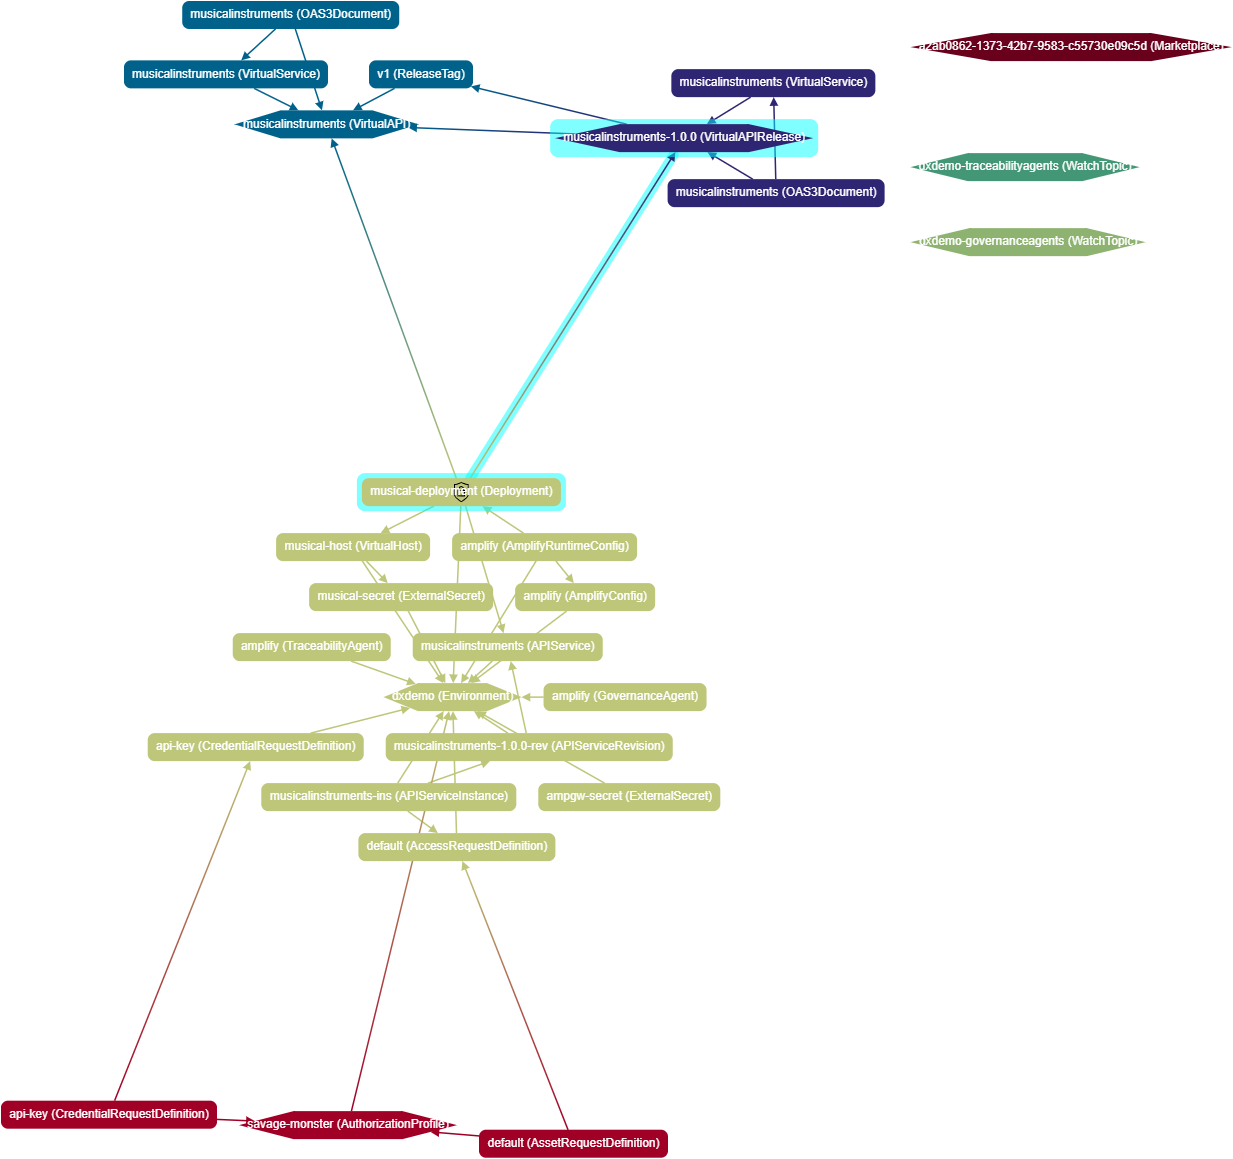 musicalinstruments (OAS3Document)
a2ab0862-1373-42b7-9583-c55730e09c5d (Marketplace)
musicalinstruments (VirtualService)
v1 (ReleaseTag)
musicalinstruments (VirtualService)
musicalinstruments (VirtualAPI)
musicalinstruments-1.0.0 (VirtualAPIRelease)
dxdemo-traceabilityagents (WatchTopic)
musicalinstruments (OAS3Document)
dxdemo-governanceagents (WatchTopic)
musical-deployment (Deployment)
musical-host (VirtualHost)
amplify (AmplifyRuntimeConfig)
musical-secret (ExternalSecret)
amplify (AmplifyConfig)
amplify (TraceabilityAgent)
musicalinstruments (APIService)
dxdemo (Environment)
amplify (GovernanceAgent)
api-key (CredentialRequestDefinition)
musicalinstruments-1.0.0-rev (APIServiceRevision)
musicalinstruments-ins (APIServiceInstance)
ampgw-secret (ExternalSecret)
default (AccessRequestDefinition)
api-key (CredentialRequestDefinition)
savage-monster (AuthorizationProfile)
default (AssetRequestDefinition)